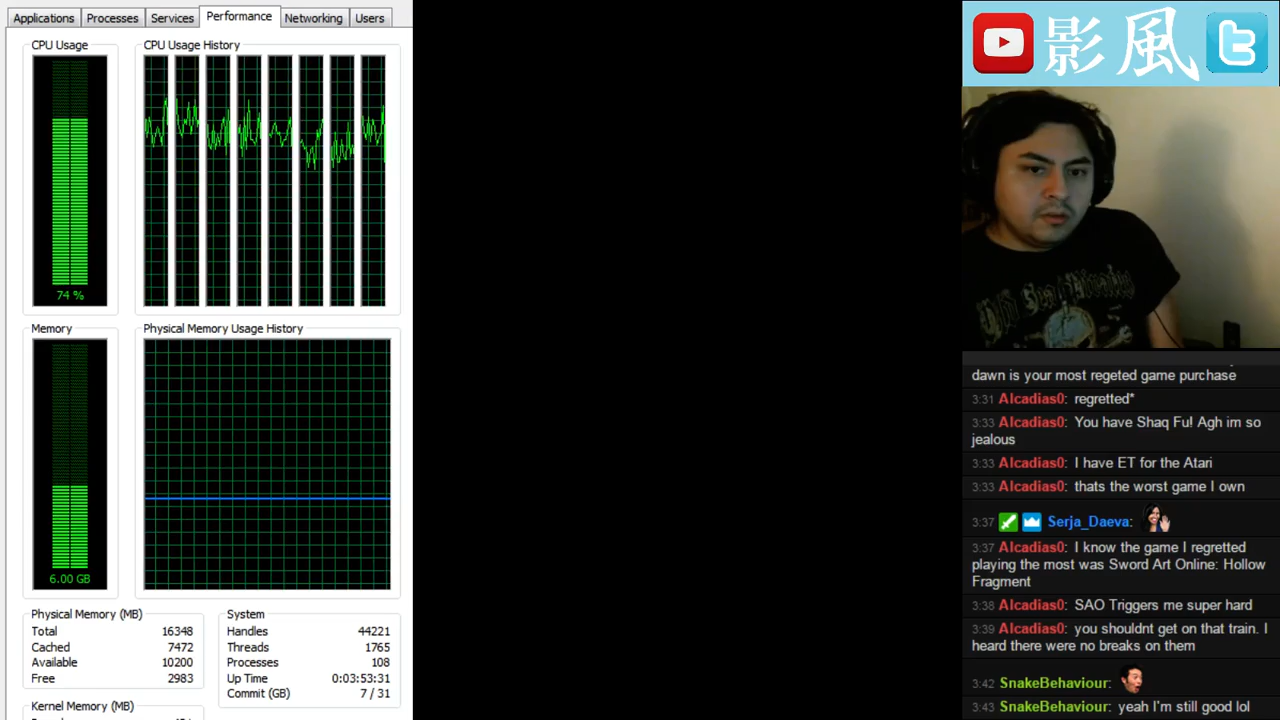 Applications Processes Services Performance Networking Users
CPU Usage
74 %
CPU Usage History
Memory
6.00 GB
Physical Memory Usage History
Physical Memory (MB)
Total 16348
Cached 7472
Available 10200
Free 2983
System
Handles 44221
Threads 1765
Processes 108
Up Time 0:03:53:31
Commit (GB) 7 / 31
Kernel Memory (MB)
影風
dawn is your most regeted game purchase
3:31 Alcadias0: regretted*
3:33 Alcadias0: You have Shaq Fu! Agh im so
jealous
3:33 Alcadias0: I have ET for the Atari
3:33 Alcadias0: thats the worst game I own
3:37 Serja_Daeva:
3:37 Alcadias0: I know the game I regretted
playing the most was Sword Art Online: Hollow
Fragment
3:38 Alcadias0: SAO Triggers me super hard
3:39 Alcadias0: you shouldnt get on that train. I
heard there were no breaks on them
3:42 SnakeBehaviour:
3:43 SnakeBehaviour: yeah I'm still good lol